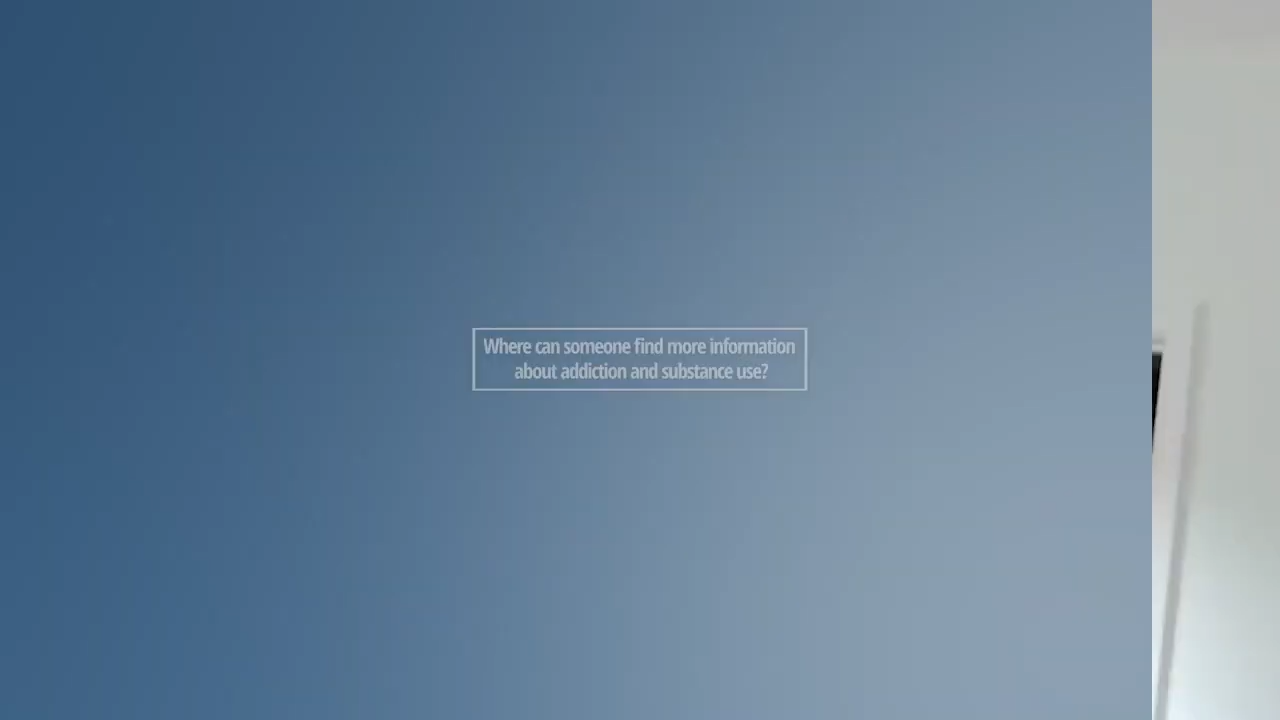 Where can someone find more information
about addiction and substance use?